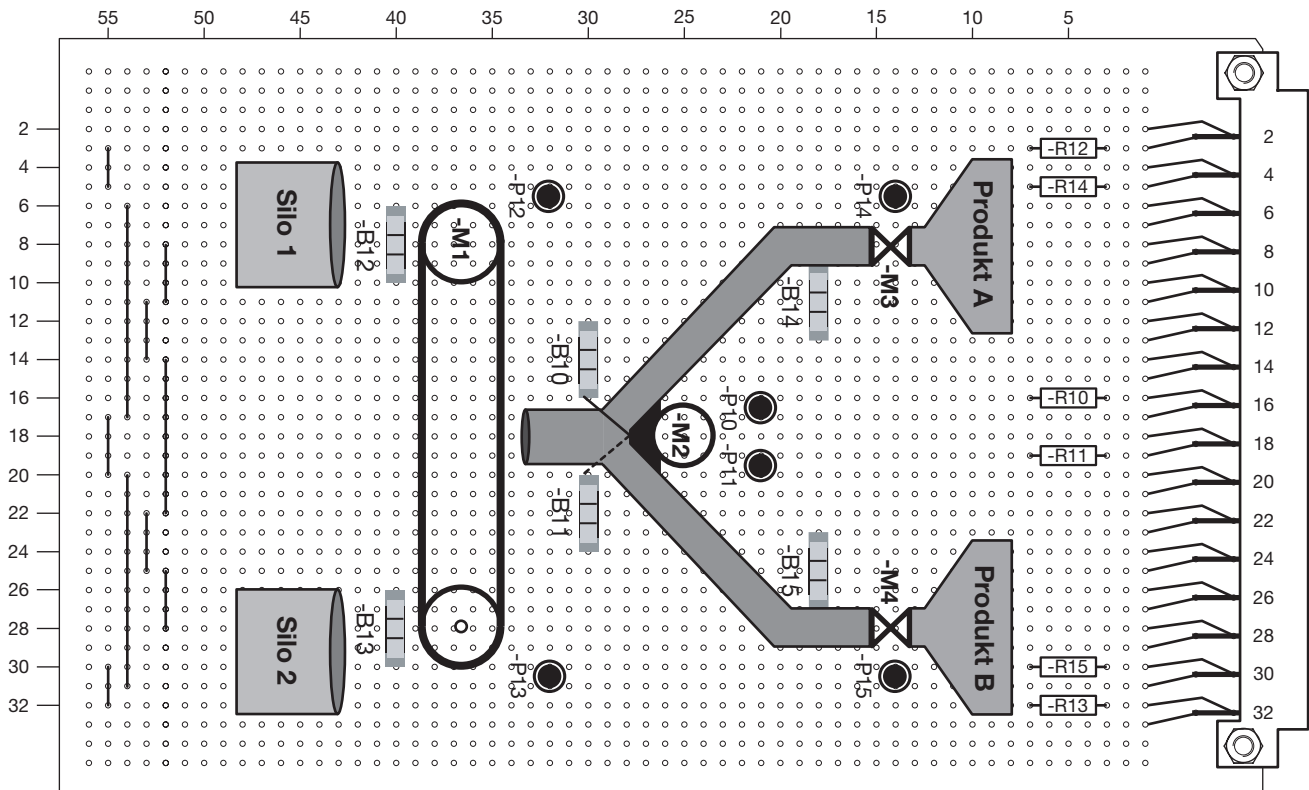 55 50 45 40 35 30 25 20 15 10 5
2
4
6
8
10
12
14
16
18
20
22
24
26
28
30
32
Silo 1
-B12
-M1
-P12
-B10
-P14
-M3
-B14
Produkt A
-R12
-R14
-M2
-P10
-P11
-R10
-R11
-B11
Silo 2
-B13
-P13
-B15
-M4
-P15
Produkt B
-R15
-R13
2
4
6
8
10
12
14
16
18
20
22
24
26
28
30
32